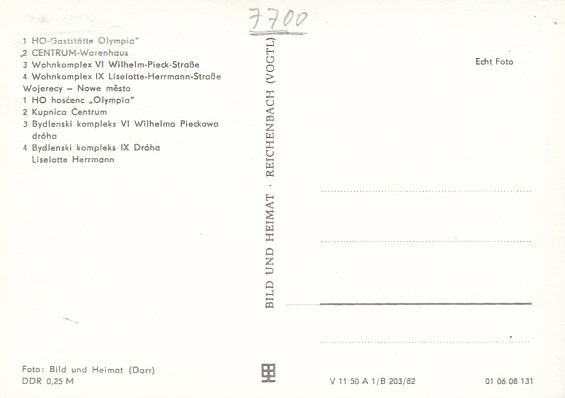 7700
1 HO-Gaststätte Olympia"
2 CENTRUM-Warenhaus
3 Wohnkomplex VI Wilhelm-Pieck-Straße
4 Wohnkomplex IX Liselotte-Herrmann-Straße
Wojerecy – Nowe město
1 HO hosćenc „Olympia"
2 Kupnica Centrum
3 Bydlenski kompleks VI Wilhelma Pieckowa
dróha
4 Bydlenski kompleks IX Dróha
Liselotte Herrmann
Echt Foto
BILD UND HEIMAT · REICHENBACH (VOGTL)
Foto: Bild und Heimat (Darr)
DDR 0,25 M
V 11 50 A 1/B 203/82
01 06 08 131